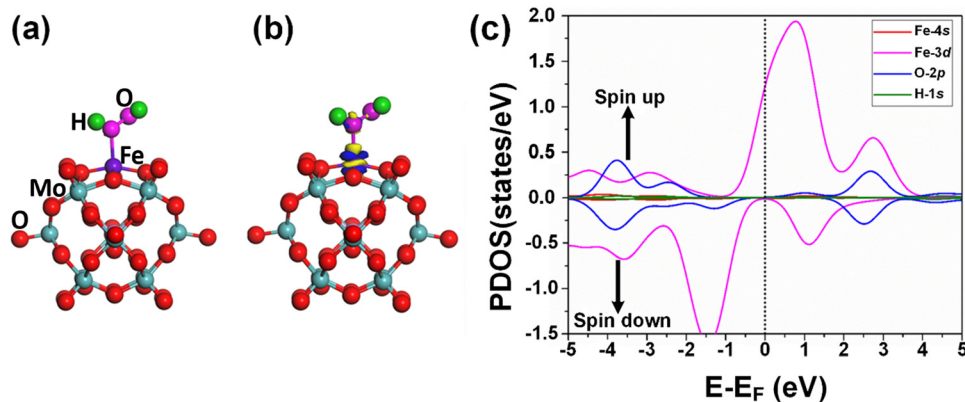 (a)
(b)
(c)
O
H
Fe
Mo
O
PDOS(states/eV)
2.0
1.5
1.0
0.5
0.0
-0.5
-1.0
-1.5
Fe-4s
Fe-3d
O-2p
H-1s
Spin up
Spin down
-5 -4 -3 -2 -1 0 1 2 3 4 5
E-EF (eV)